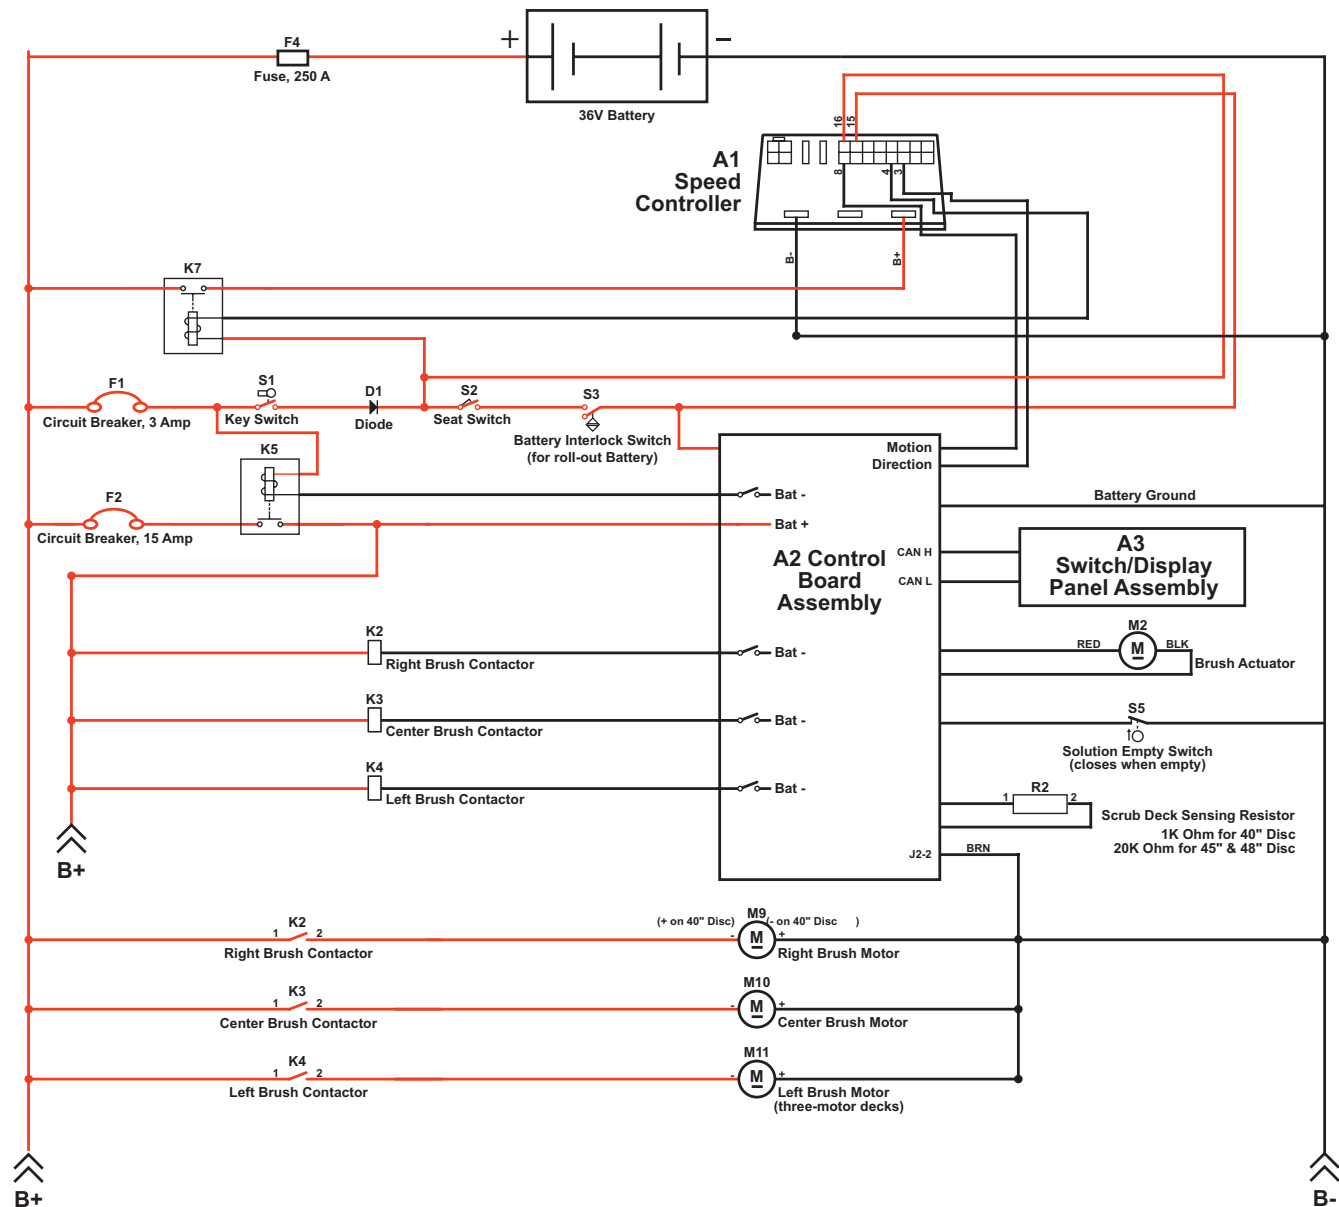 F4
Fuse, 250 A
+
–
36V Battery
16
15
A1
Speed
Controller
8
4
3
B-
B+
K7
F1
Circuit Breaker, 3 Amp
S1
Key Switch
D1
Diode
S2
Seat Switch
S3
Battery Interlock Switch
(for roll-out Battery)
K5
F2
Circuit Breaker, 15 Amp
Motion
Direction
Bat -
Bat +
Battery Ground
A2 Control
Board
Assembly
CAN H
CAN L
A3
Switch/Display
Panel Assembly
K2
Right Brush Contactor
Bat -
M2
RED
M
BLK
Brush Actuator
K3
Center Brush Contactor
Bat -
S5
Solution Empty Switch
(closes when empty)
K4
Left Brush Contactor
Bat -
R2
1
2
Scrub Deck Sensing Resistor
1K Ohm for 40" Disc
20K Ohm for 45" & 48" Disc
J2-2
BRN
B+
K2
1
2
Right Brush Contactor
M9
(+ on 40" Disc)
(- on 40" Disc )
-
M
+
Right Brush Motor
K3
1
2
Center Brush Contactor
M10
-
M
+
Center Brush Motor
K4
1
2
Left Brush Contactor
M11
-
M
+
Left Brush Motor
(three-motor decks)
B+
B-